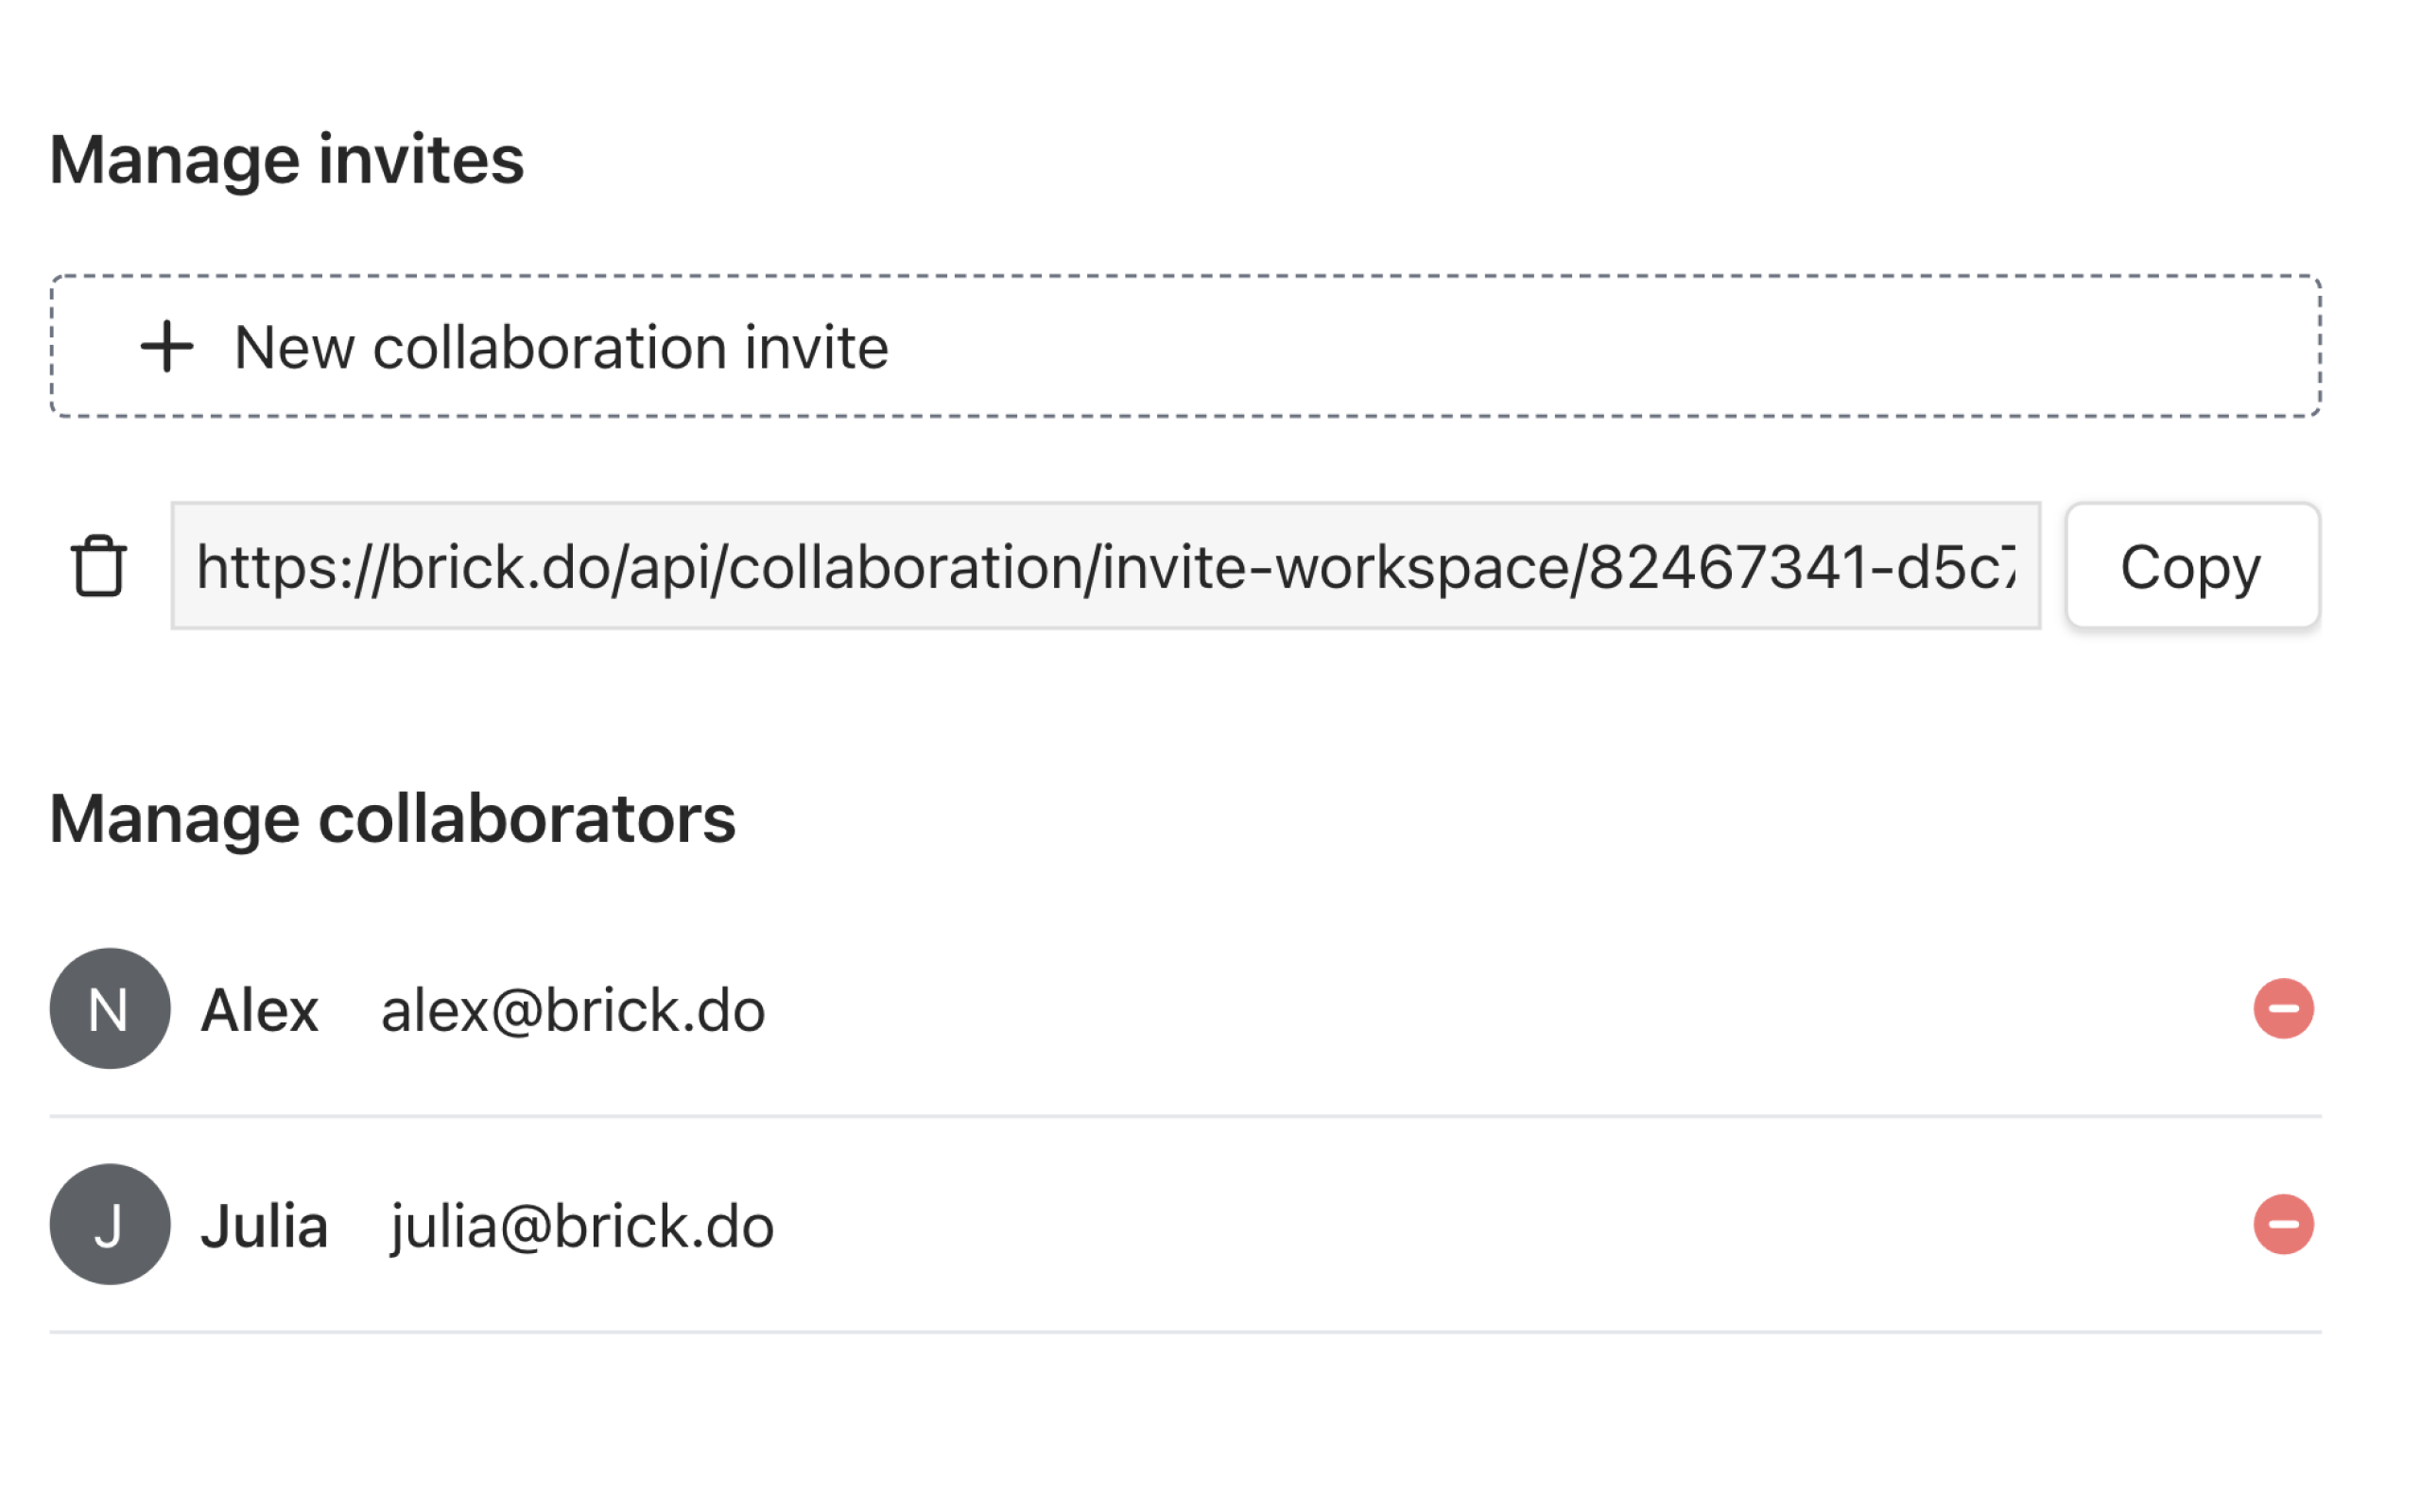 Manage invites
New collaboration invite
https://brick.do/api/collaboration/invite-workspace/82467341-d5c
Copy
Manage collaborators
N Alex alex@brick.do
J Julia julia@brick.do